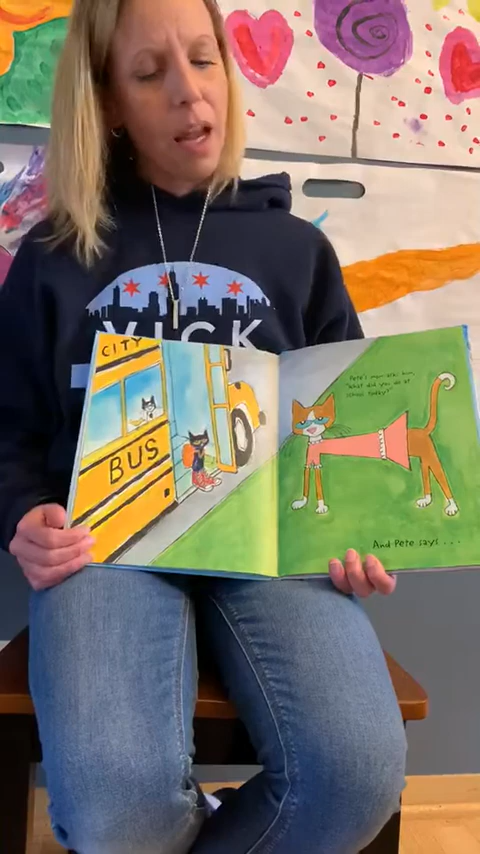 VICK
CITY
BUS
Pete's mom asks him,
"What did you do at
school today?"
And Pete says...